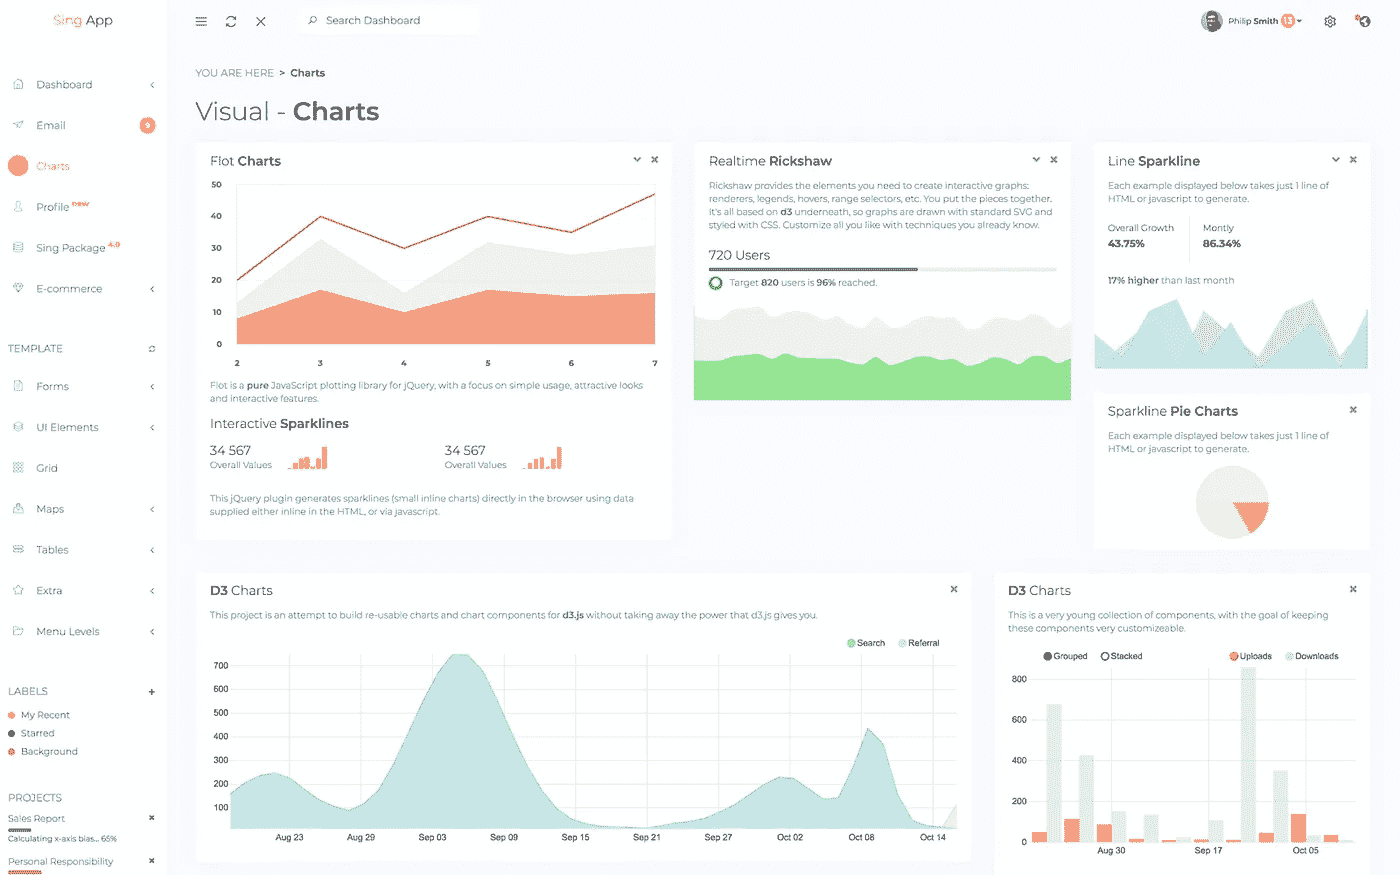 Sing App
Search Dashboard
Philip Smith 13
Dashboard
Email 9
Charts
Profile new
Sing Package 4.0
E-commerce
TEMPLATE
Forms
UI Elements
Grid
Maps
Tables
Extra
Menu Levels
LABELS +
My Recent
Starred
Background
PROJECTS
Sales Report
Calculating x-axis bias... 65%
Personal Responsibility
YOU ARE HERE > Charts
Visual - Charts
Flot Charts
50
40
30
20
10
0
2 3 4 5 6 7
Flot is a pure JavaScript plotting library for jQuery, with a focus on simple usage, attractive looks
and interactive features.
Interactive Sparklines
34 567
Overall Values
34 567
Overall Values
This jQuery plugin generates sparklines (small inline charts) directly in the browser using data
supplied either inline in the HTML, or via javascript.
Realtime Rickshaw
Rickshaw provides the elements you need to create interactive graphs:
renderers, legends, hovers, range selectors, etc. You put the pieces together.
It's all based on d3 underneath, so graphs are drawn with standard SVG and
styled with CSS. Customize all you like with techniques you already know.
720 Users
Target 820 users is 96% reached.
Line Sparkline
Each example displayed below takes just 1 line of
HTML or javascript to generate.
Overall Growth
43.75%
Montly
86.34%
17% higher than last month
Sparkline Pie Charts
Each example displayed below takes just 1 line of
HTML or javascript to generate.
D3 Charts
This project is an attempt to build re-usable charts and chart components for d3.js without taking away the power that d3.js gives you.
Search Referral
700
600
500
400
300
200
100
Aug 23 Aug 29 Sep 03 Sep 09 Sep 15 Sep 21 Sep 27 Oct 02 Oct 08 Oct 14
D3 Charts
This is a very young collection of components, with the goal of keeping
these components very customizeable.
Grouped Stacked Uploads Downloads
800
600
400
200
0
Aug 30 Sep 17 Oct 05